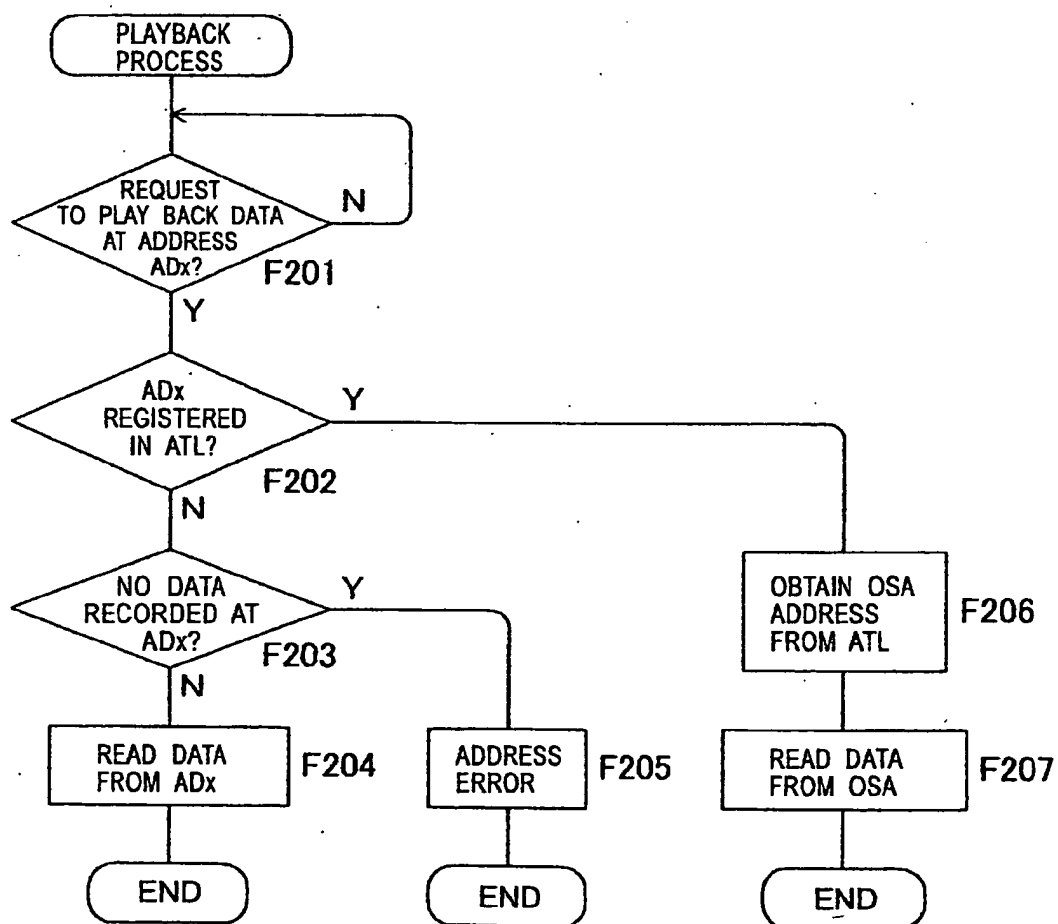 PLAYBACK
PROCESS
REQUEST
TO PLAY BACK DATA
AT ADDRESS
ADx?
N
F201
Y
ADx
REGISTERED
IN ATL?
Y
F202
N
NO DATA
RECORDED AT
ADx?
Y
F203
N
OBTAIN OSA
ADDRESS
FROM ATL
F206
READ DATA
FROM ADx
F204
ADDRESS
ERROR
F205
READ DATA
FROM OSA
F207
END
END
END